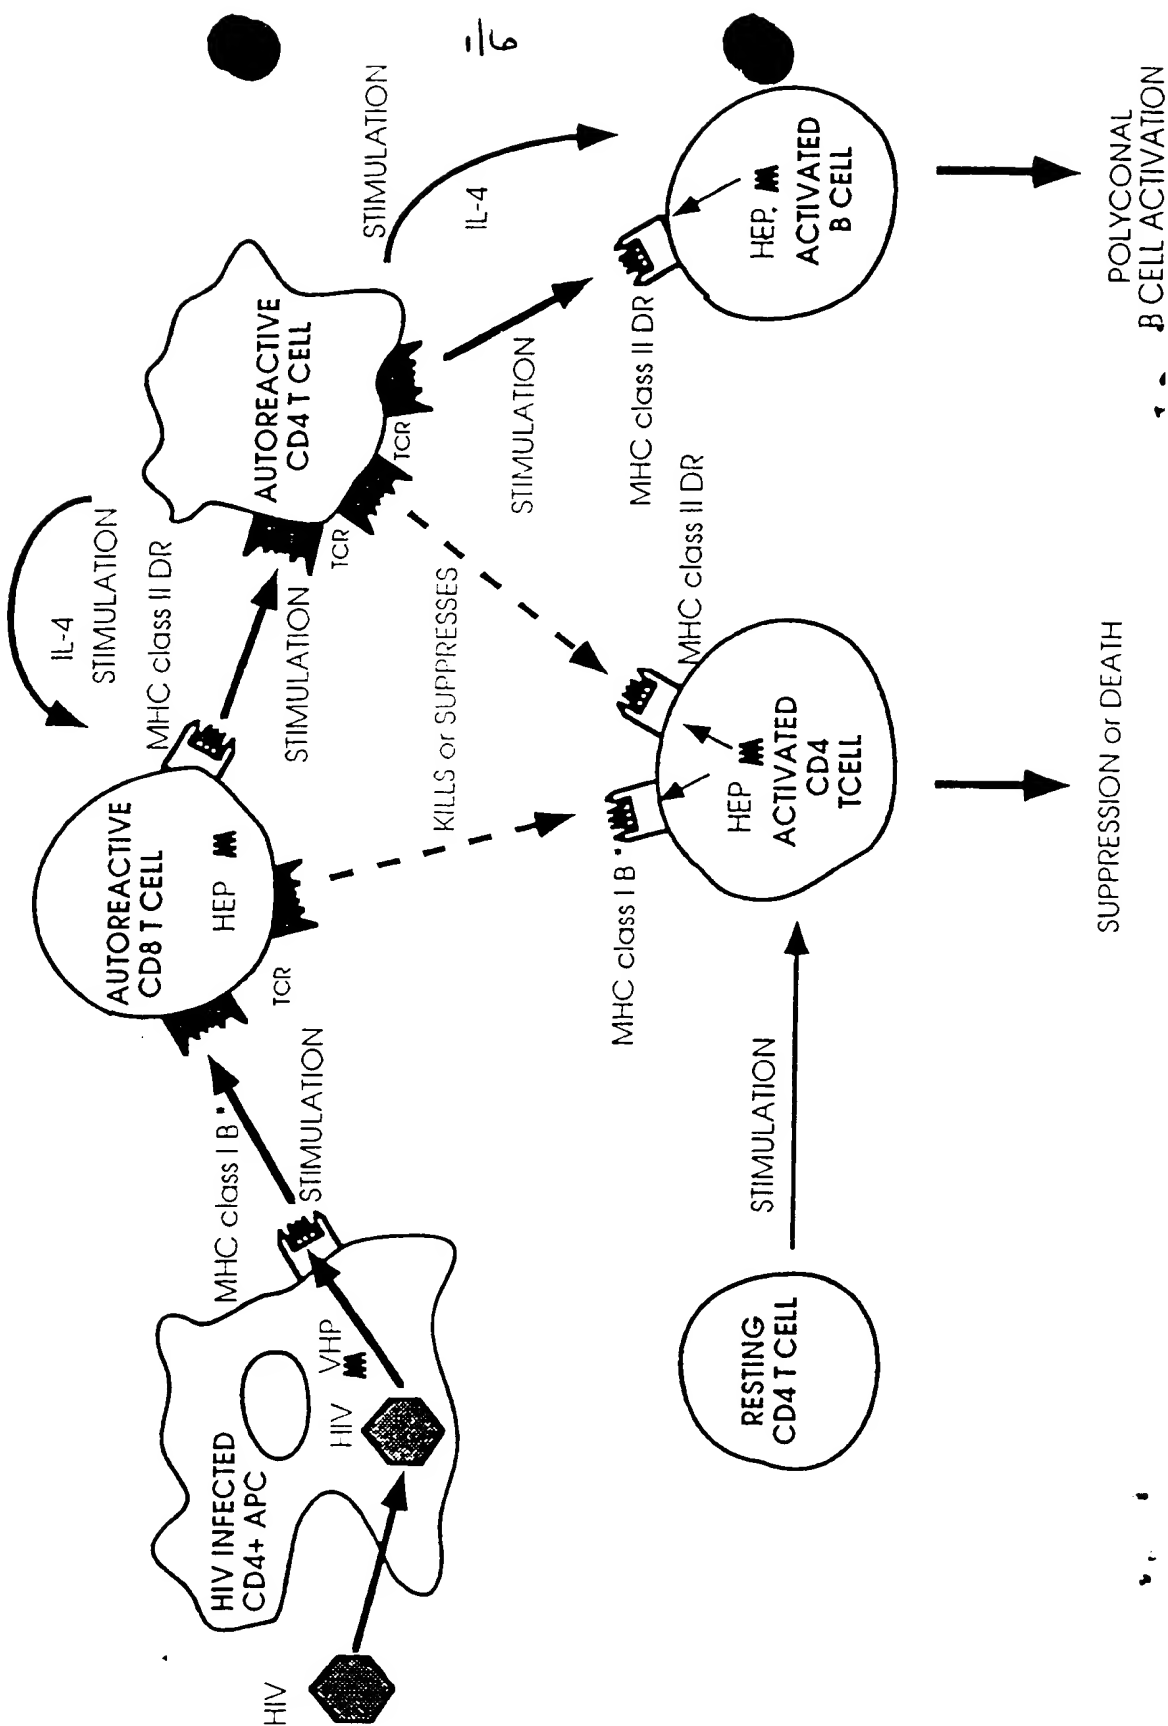 HIV
HIV INFECTED
CD4+ APC
HIV
VHP
MHC class I B *
STIMULATION
AUTOREACTIVE
CD8 T CELL
HEP
TCR
IL-4
STIMULATION
MHC class II DR
STIMULATION
AUTOREACTIVE
CD4 T CELL
TCR
TCR
STIMULATION
IL-4
KILLS or SUPPRESSES
STIMULATION
RESTING
CD4 T CELL
STIMULATION
MHC class I B *
MHC class II DR
HEP
ACTIVATED
CD4
TCELL
MHC class II DR
HEP.
ACTIVATED
B CELL
SUPPRESSION or DEATH
POLYCONAL
B CELL ACTIVATION